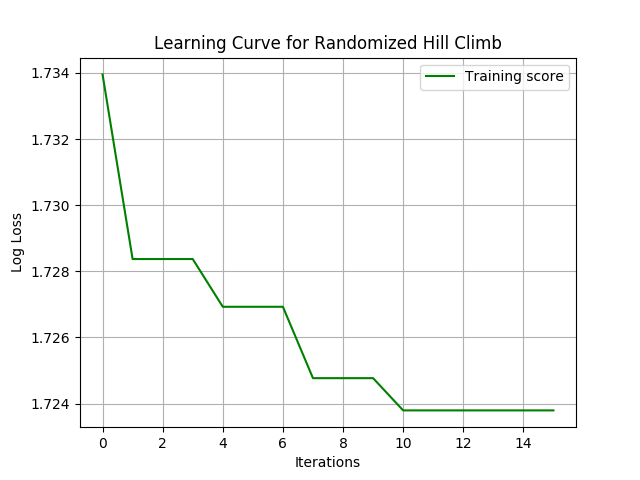 Learning Curve for Randomized Hill Climb
Training score
1.734
1.732
1.730
1.728
1.726
1.724
Log Loss
0 2 4 6 8 10 12 14
Iterations